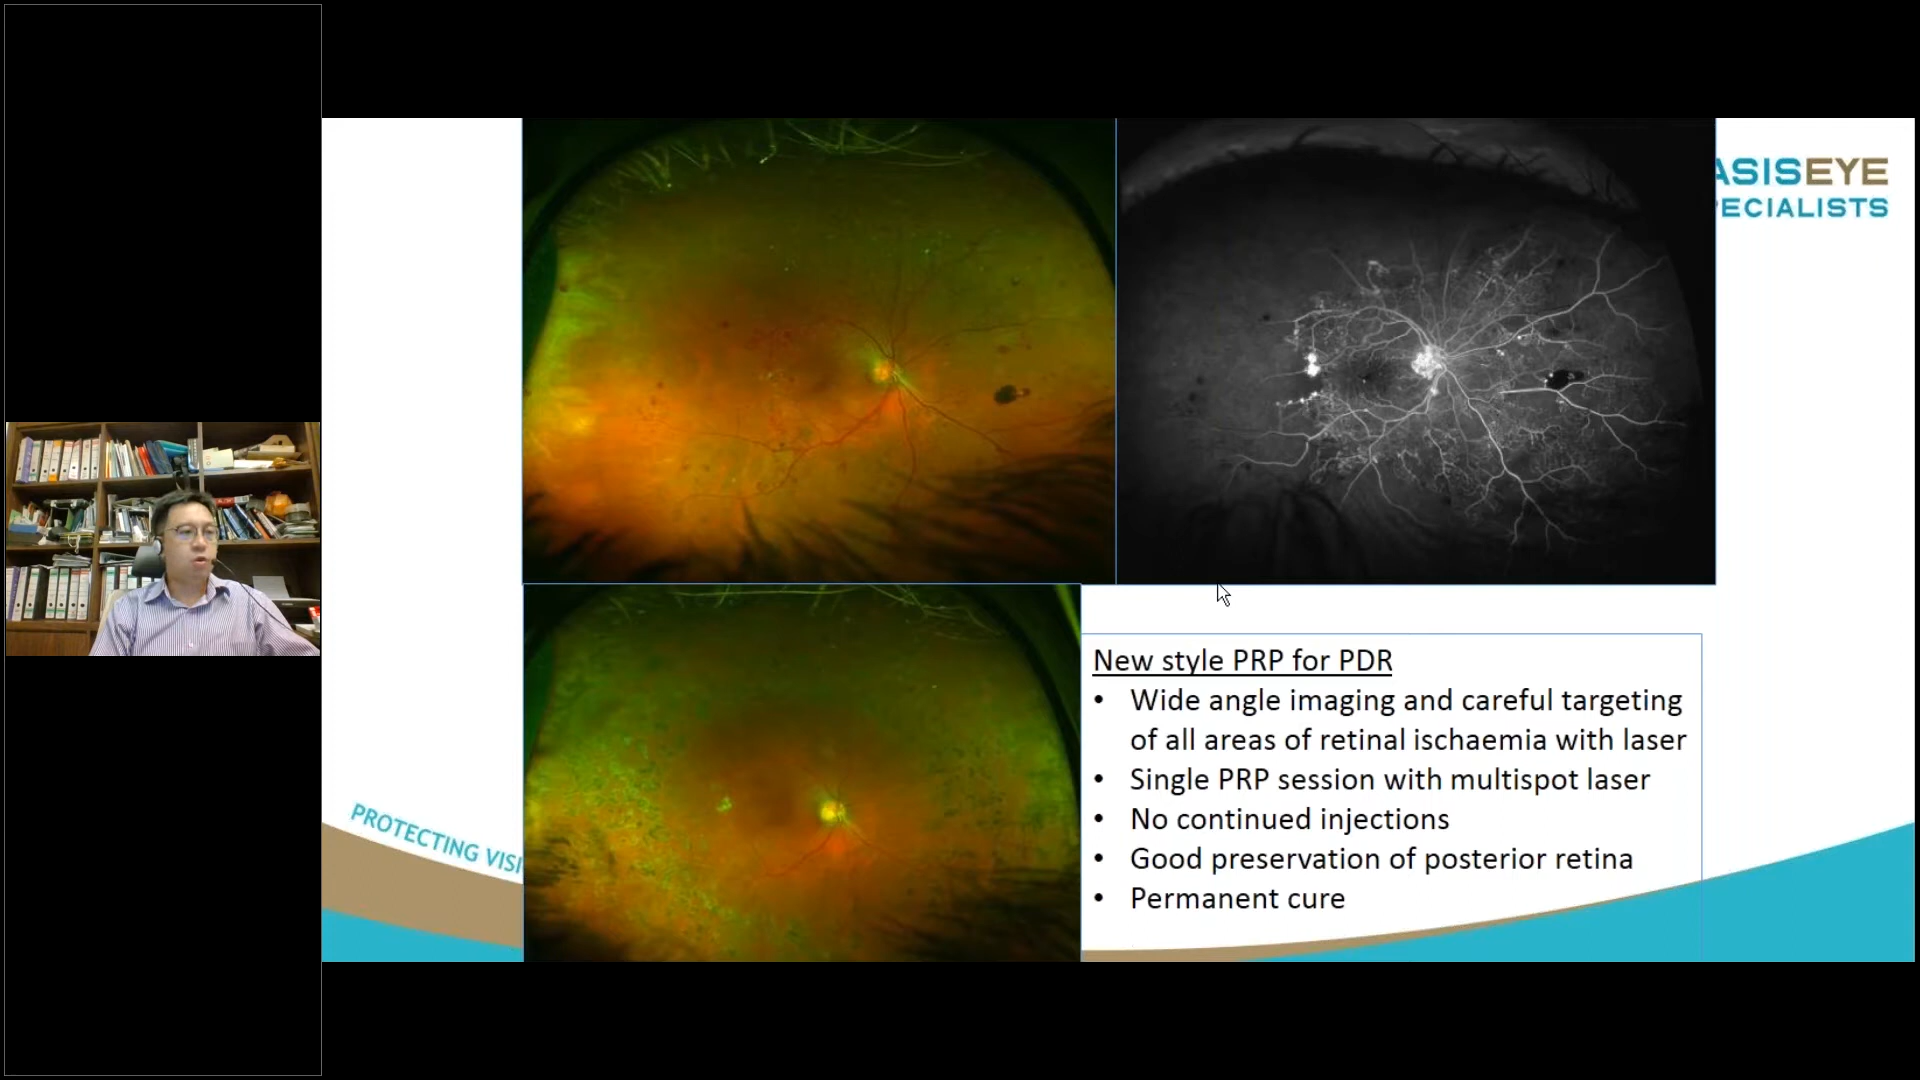 ASISEYE
PECIALISTS
New style PRP for PDR
• Wide angle imaging and careful targeting
of all areas of retinal ischaemia with laser
• Single PRP session with multispot laser
• No continued injections
• Good preservation of posterior retina
• Permanent cure
PROTECTING VISI